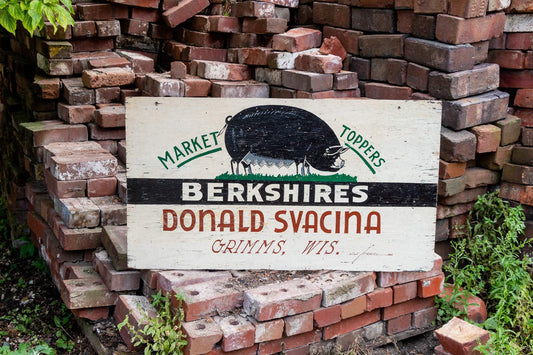 MARKET TOPPERS
BERKSHIRES
DONALD SVACINA
GRIMMS, WIS.